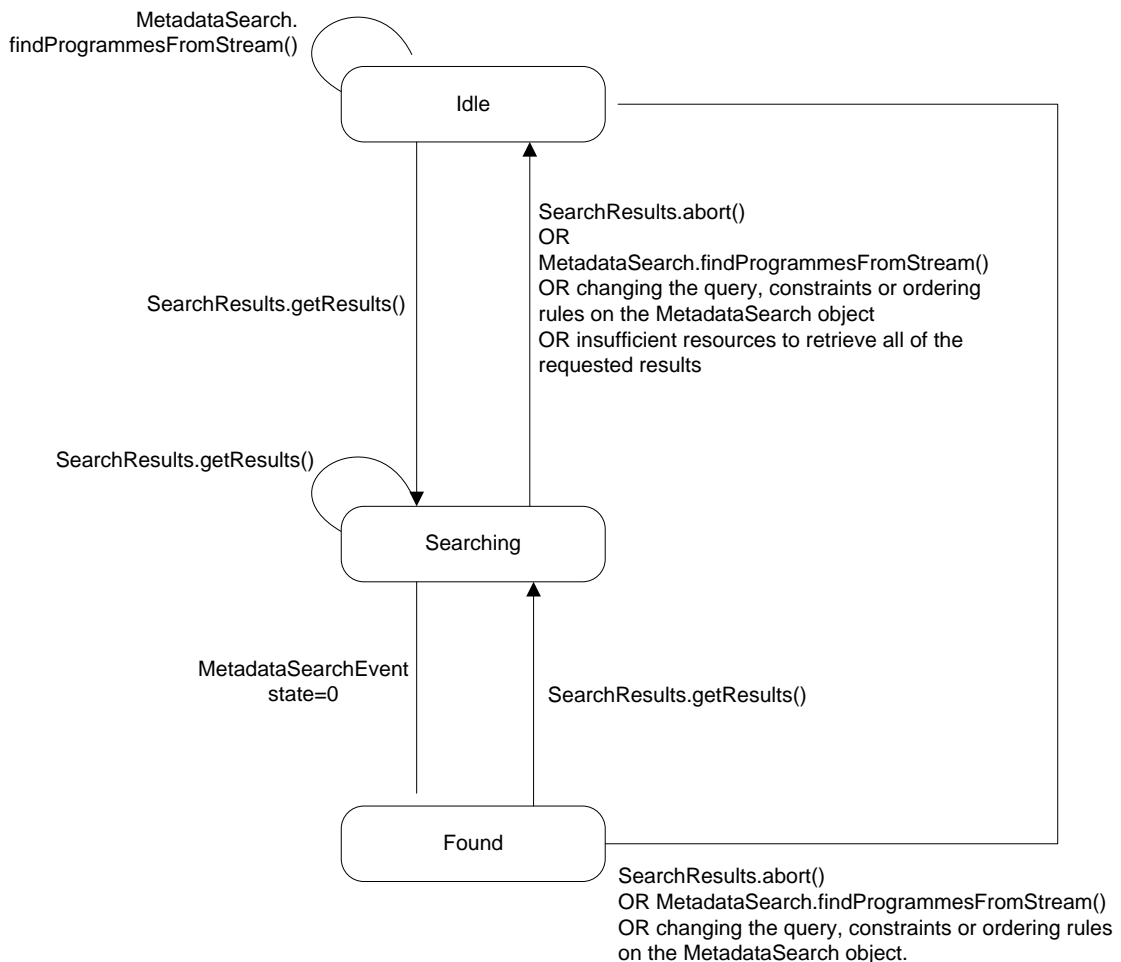 MetadataSearch.
findProgrammesFromStream()
Idle
SearchResults.abort()
OR
MetadataSearch.findProgrammesFromStream()
OR changing the query, constraints or ordering
rules on the MetadataSearch object
OR insufficient resources to retrieve all of the
requested results
SearchResults.getResults()
SearchResults.getResults()
Searching
MetadataSearchEvent
state=0
SearchResults.getResults()
Found
SearchResults.abort()
OR MetadataSearch.findProgrammesFromStream()
OR changing the query, constraints or ordering rules
on the MetadataSearch object.